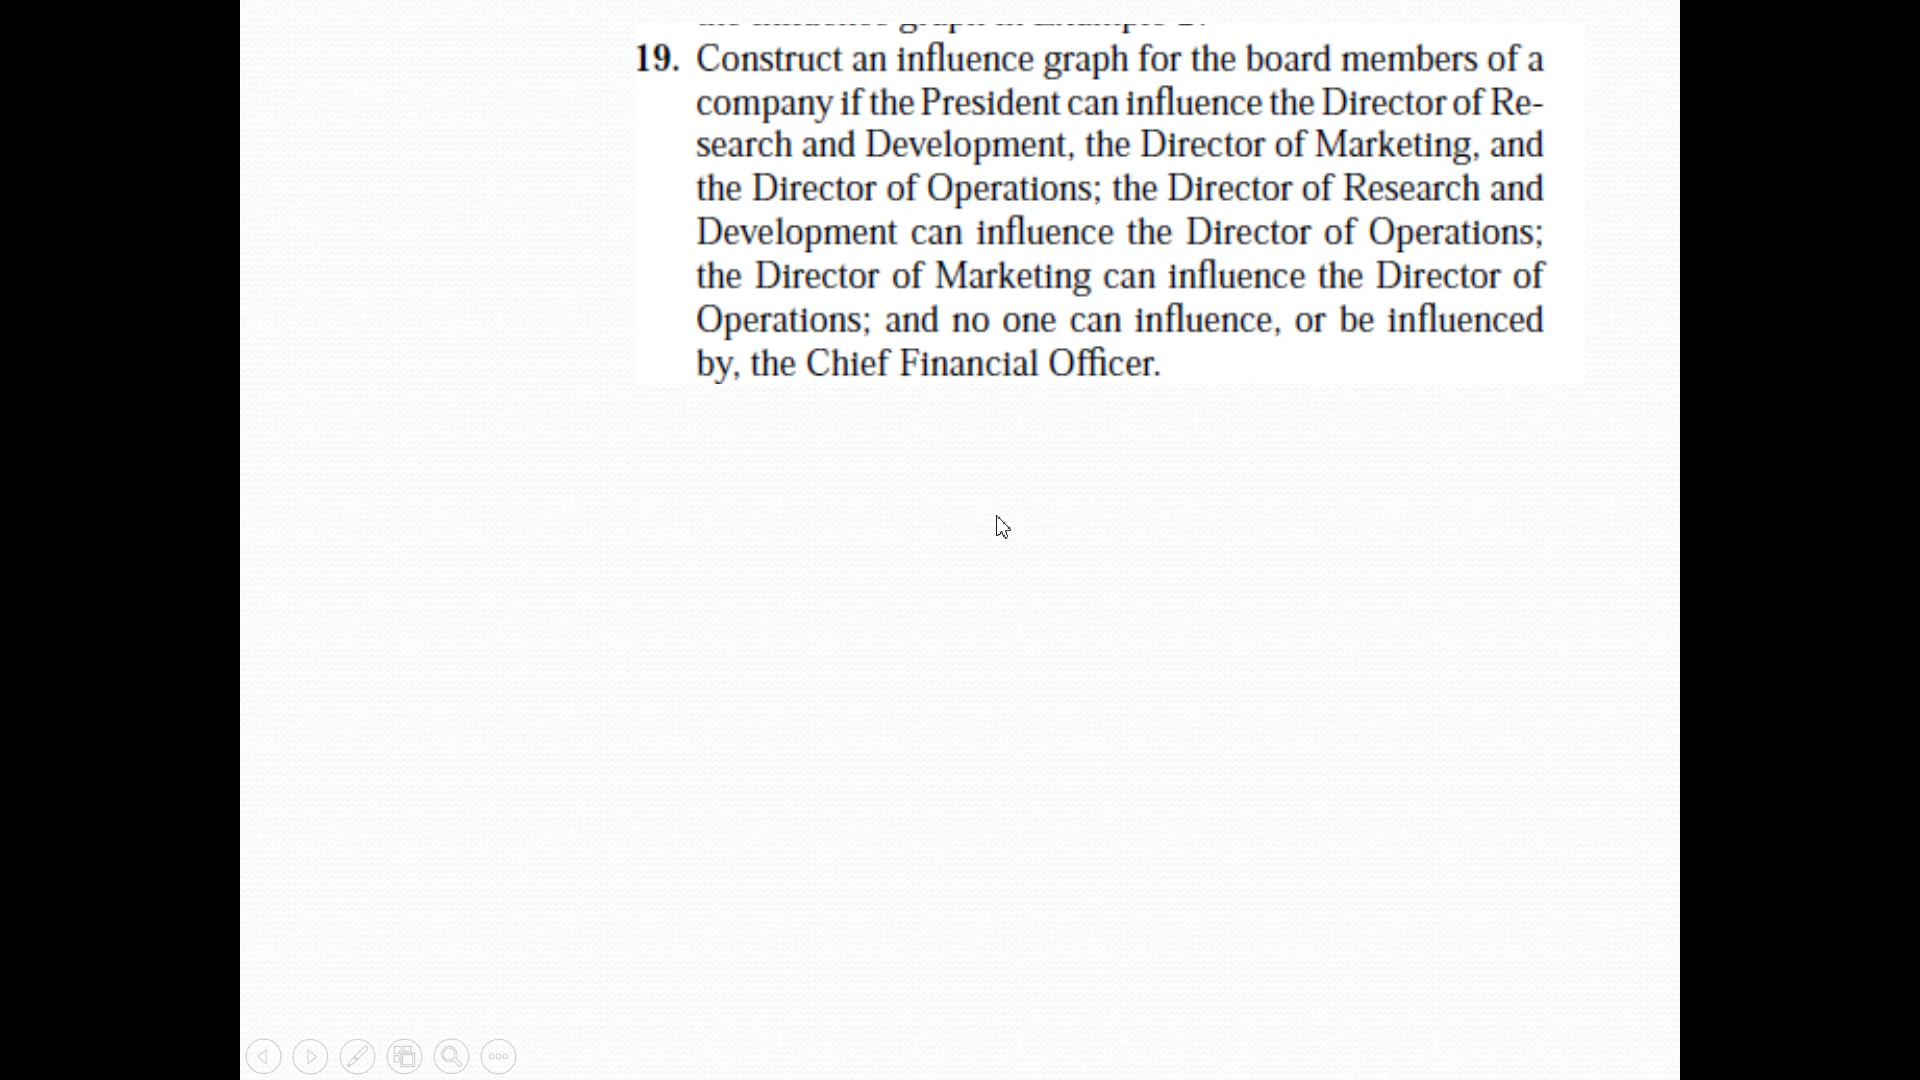 19. Construct an influence graph for the board members of a
company if the President can influence the Director of Re-
search and Development, the Director of Marketing, and
the Director of Operations; the Director of Research and
Development can influence the Director of Operations;
the Director of Marketing can influence the Director of
Operations; and no one can influence, or be influenced
by, the Chief Financial Officer.